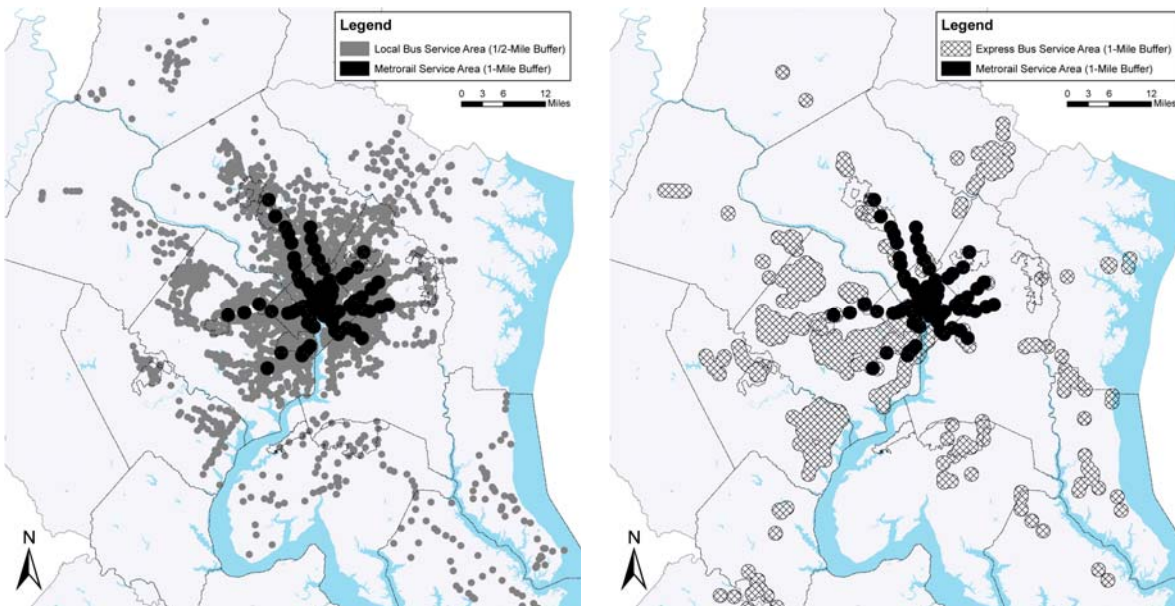 Legend
Local Bus Service Area (1/2-Mile Buffer)
Metrorail Service Area (1-Mile Buffer)
0 3 6 12
Miles
N
Legend
Express Bus Service Area (1-Mile Buffer)
Metrorail Service Area (1-Mile Buffer)
0 3 6 12
Miles
N